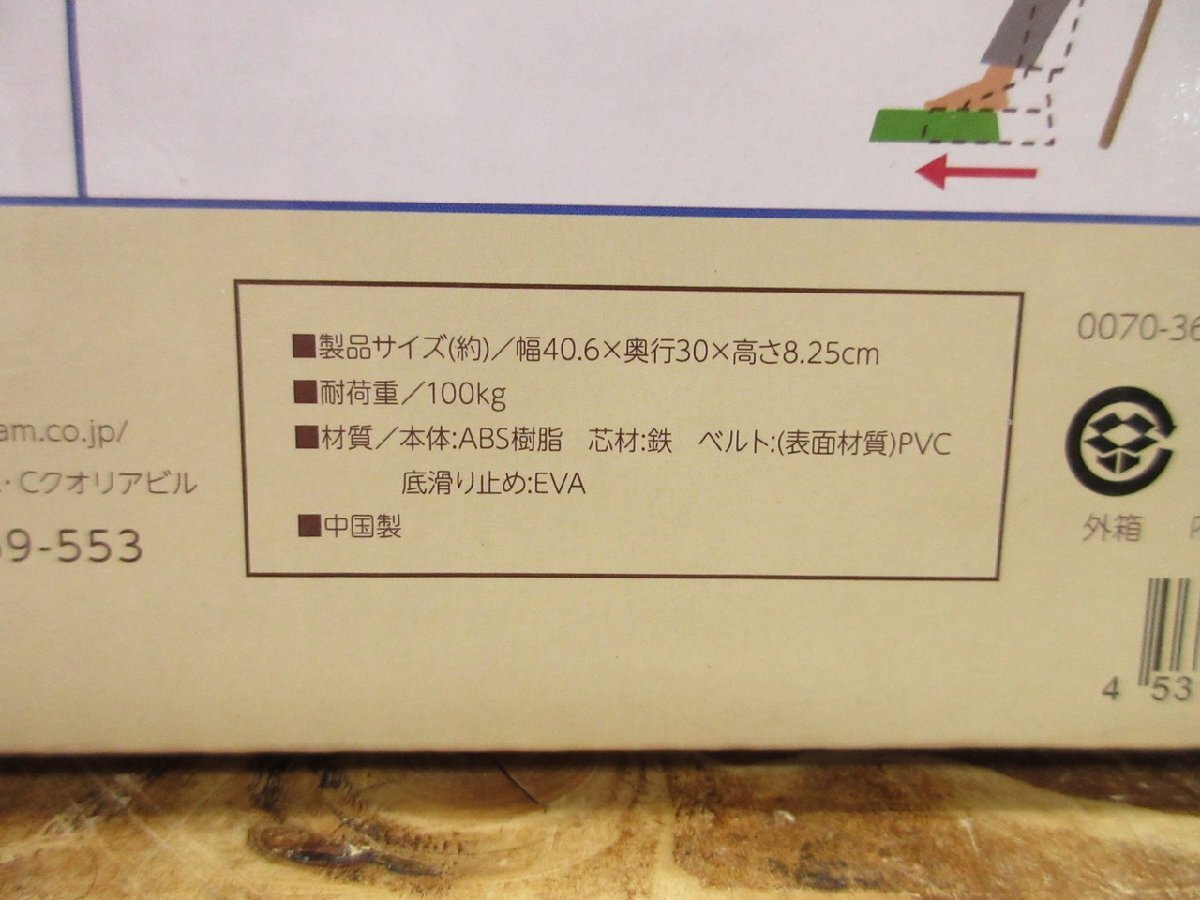 ■製品サイズ(約)／幅40.6×奥行30×高さ8.25cm
■耐荷重／100kg
■材質／本体:ABS樹脂　芯材:鉄　ベルト:(表面材質)PVC
底滑り止め:EVA
■中国製
am.co.jp/
・Cクオリアビル
9-553
0070-36
外箱
4 53